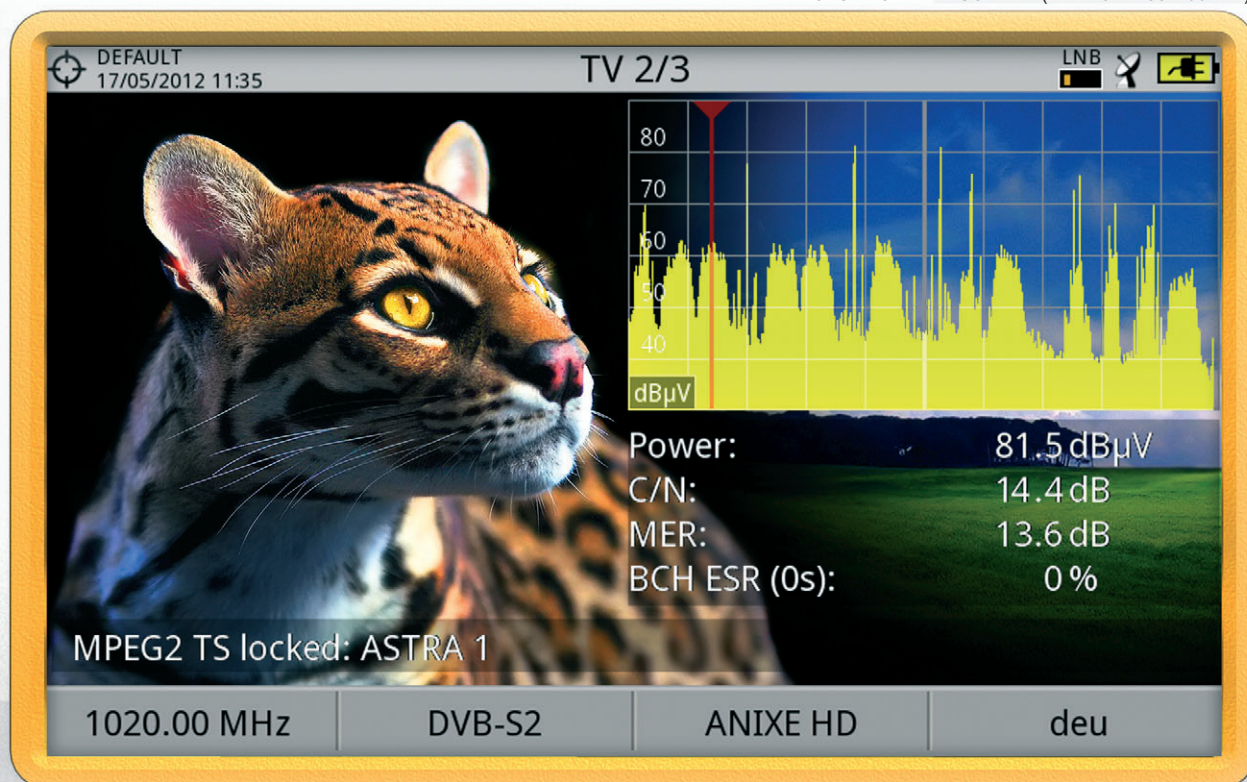 DEFAULT
17/05/2012 11:35
TV 2/3
LNB
80
70
60
50
40
dBµV
Power: 81.5 dBµV
C/N: 14.4 dB
MER: 13.6 dB
BCH ESR (0s): 0 %
MPEG2 TS locked: ASTRA 1
1020.00 MHz
DVB-S2
ANIXE HD
deu